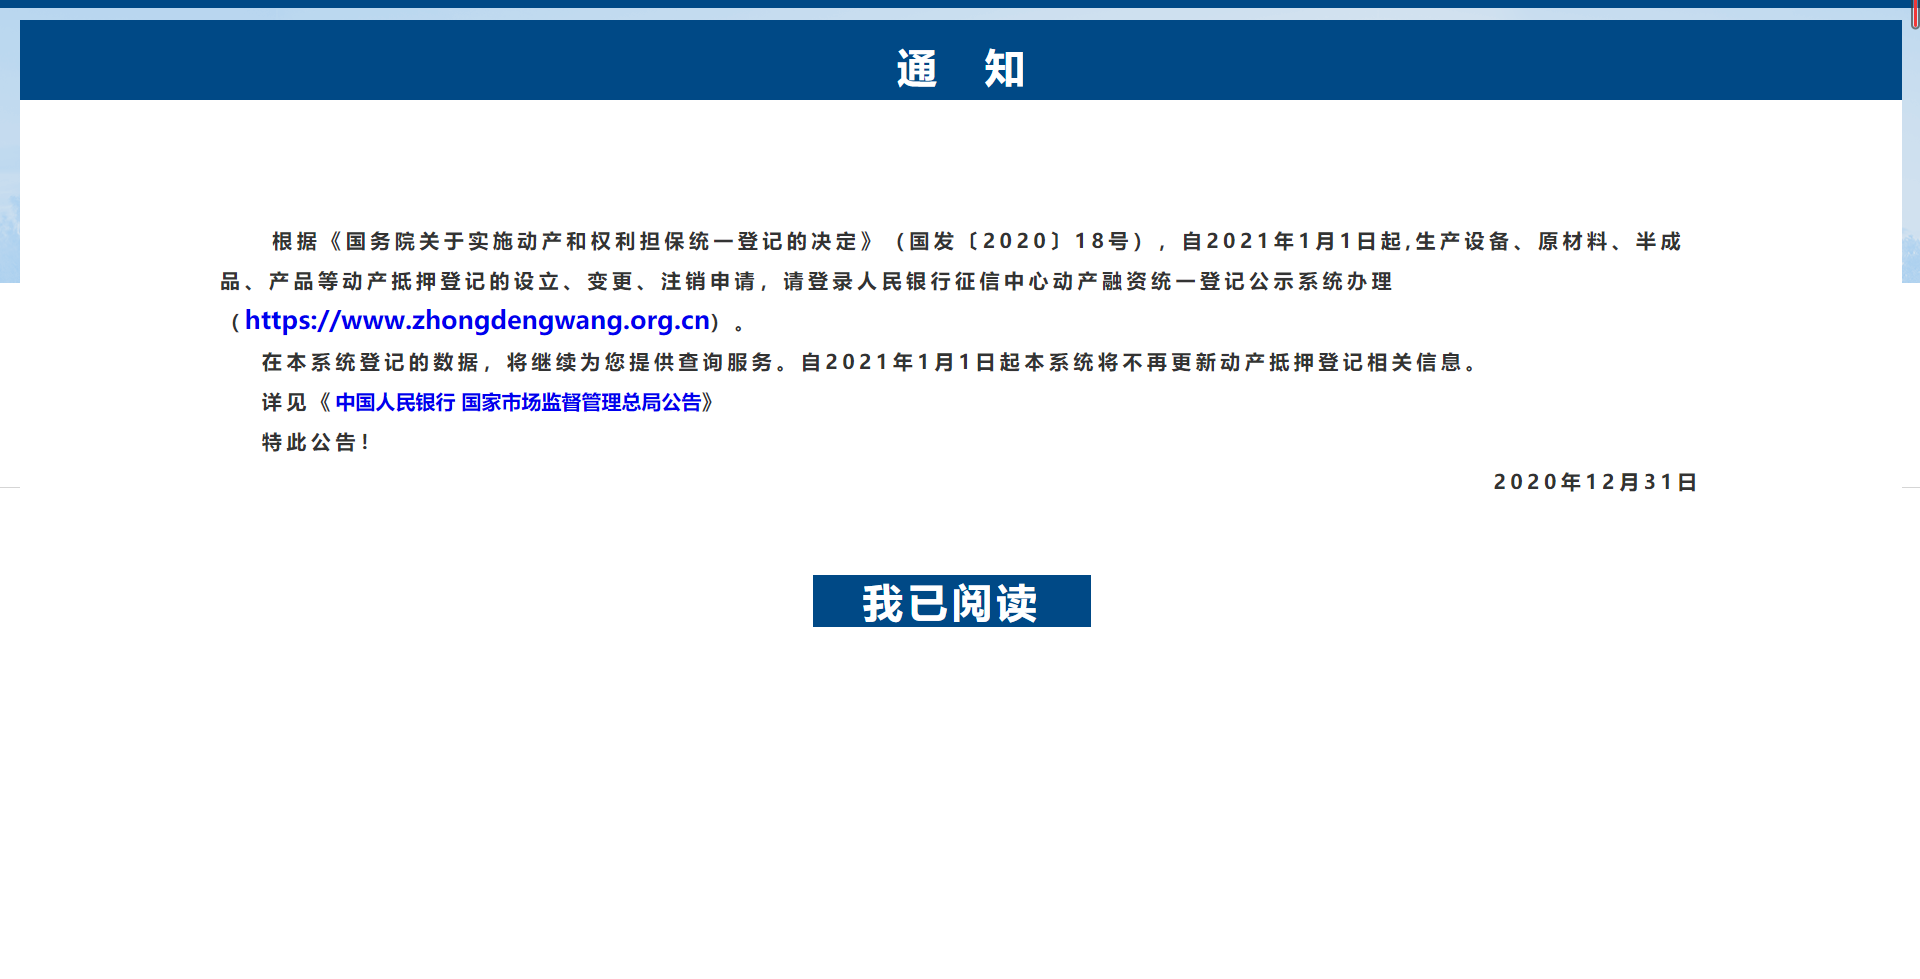 通 知
根据《国务院关于实施动产和权利担保统一登记的决定》（国发〔2020〕18号），自2021年1月1日起,生产设备、原材料、半成
品、产品等动产抵押登记的设立、变更、注销申请，请登录人民银行征信中心动产融资统一登记公示系统办理
（https://www.zhongdengwang.org.cn）。
在本系统登记的数据，将继续为您提供查询服务。自2021年1月1日起本系统将不再更新动产抵押登记相关信息。
详见《中国人民银行 国家市场监督管理总局公告》
特此公告！
2020年12月31日
我已阅读